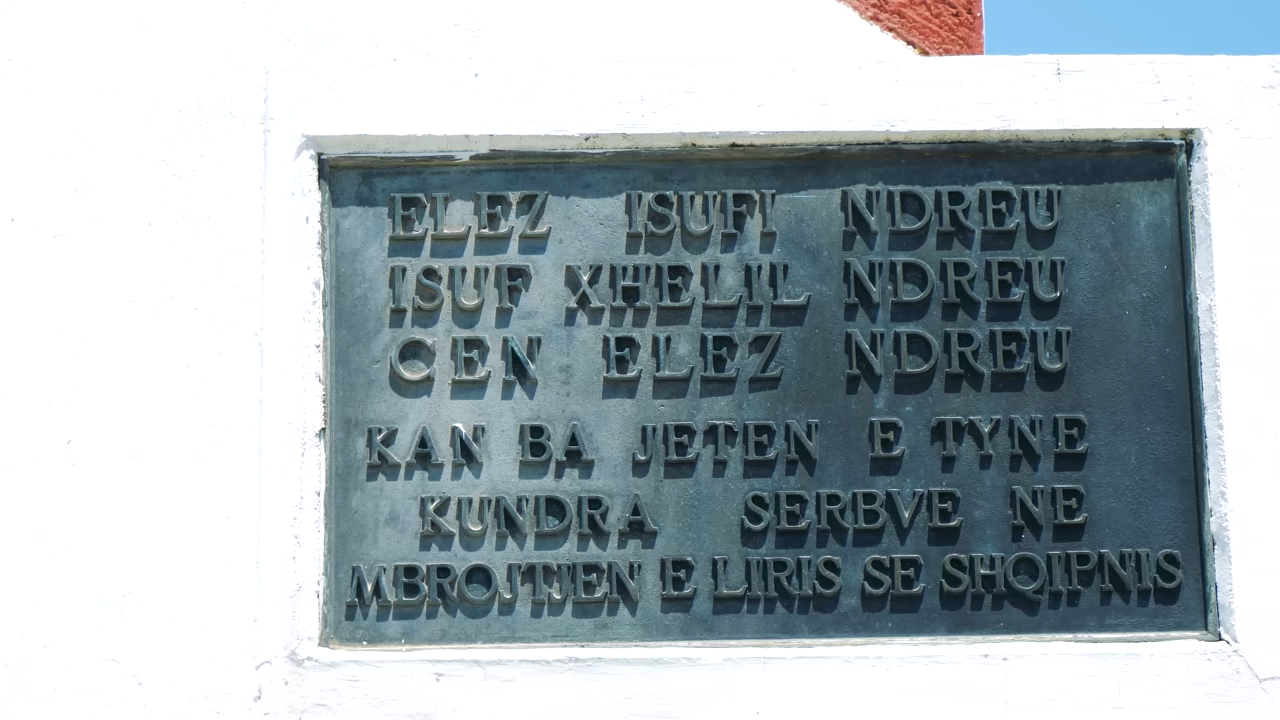 ELEZ ISUFI NDREU
ISUF XHELIL NDREU
CEN ELEZ NDREU
KAN BA JETEN E TYNE
KUNDRA SERBVE NE
MBROJTJEN E LIRIS SE SHQIPNIS